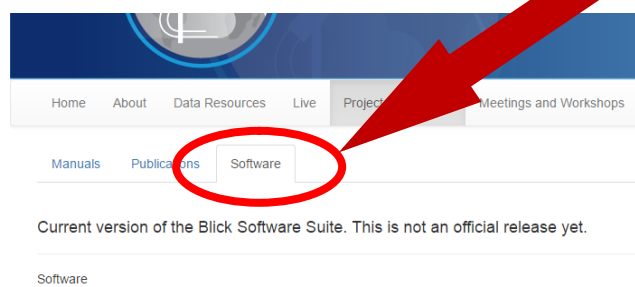 Home About Data Resources Live Project Meetings and Workshops
Manuals Publications Software
Current version of the Blick Software Suite. This is not an official release yet.
Software